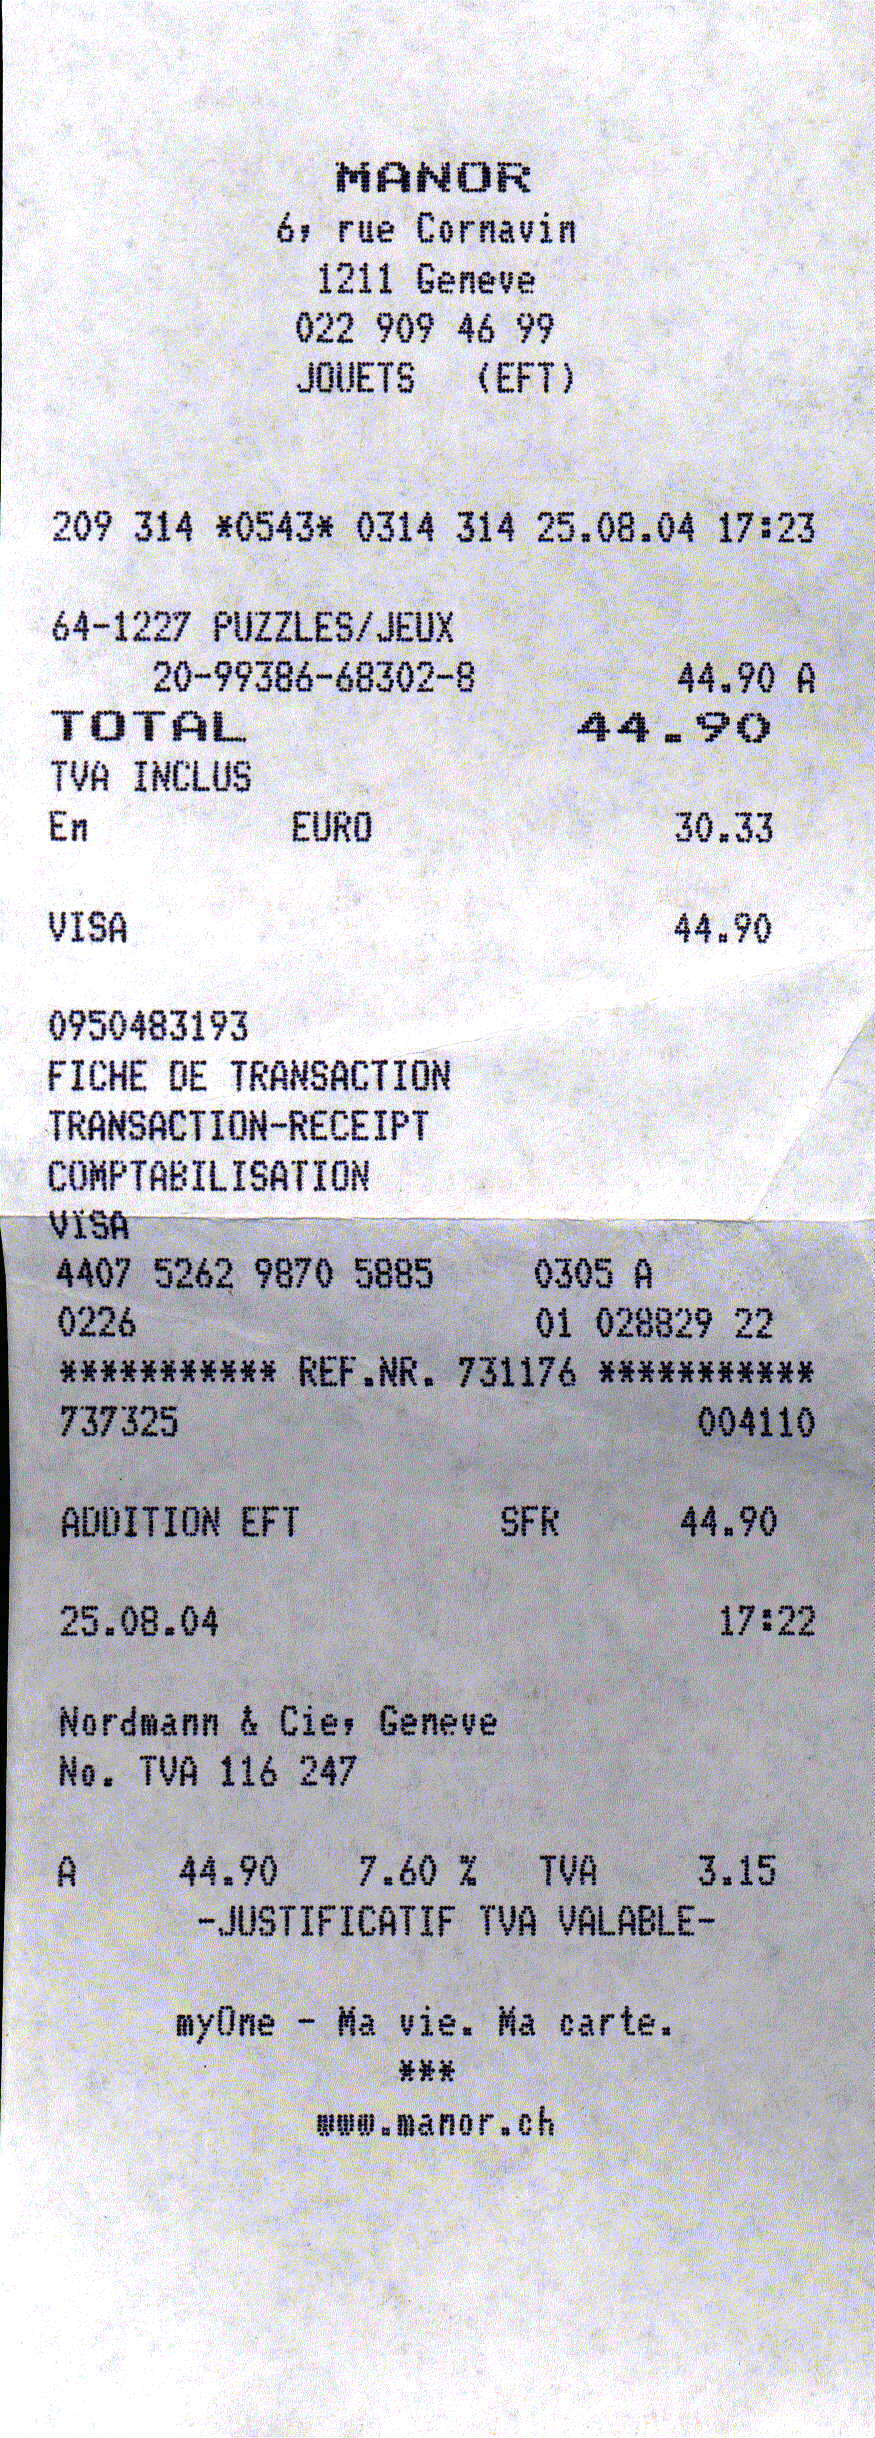 MANOR
6, rue Cornavin
1211 Geneve
022 909 46 99
JOUETS (EFT)
209 314 *0543* 0314 314 25.08.04 17:23
64-1227 PUZZLES/JEUX
20-99386-68302-8 44.90 A
TOTAL 44.90
TVA INCLUS
En EURO 30.33
VISA 44.90
0950483193
FICHE DE TRANSACTION
TRANSACTION-RECEIPT
COMPTABILISATION
VISA
4407 5262 9870 5885 0305 A
0226 01 028829 22
*********** REF.NR. 731176 ***********
737325 004110
ADDITION EFT SFR 44.90
25.08.04 17:22
Nordmann & Cie, Geneve
No. TVA 116 247
A 44.90 7.60 % TVA 3.15
-JUSTIFICATIF TVA VALABLE-
myOne - Ma vie. Ma carte.
***
www.manor.ch